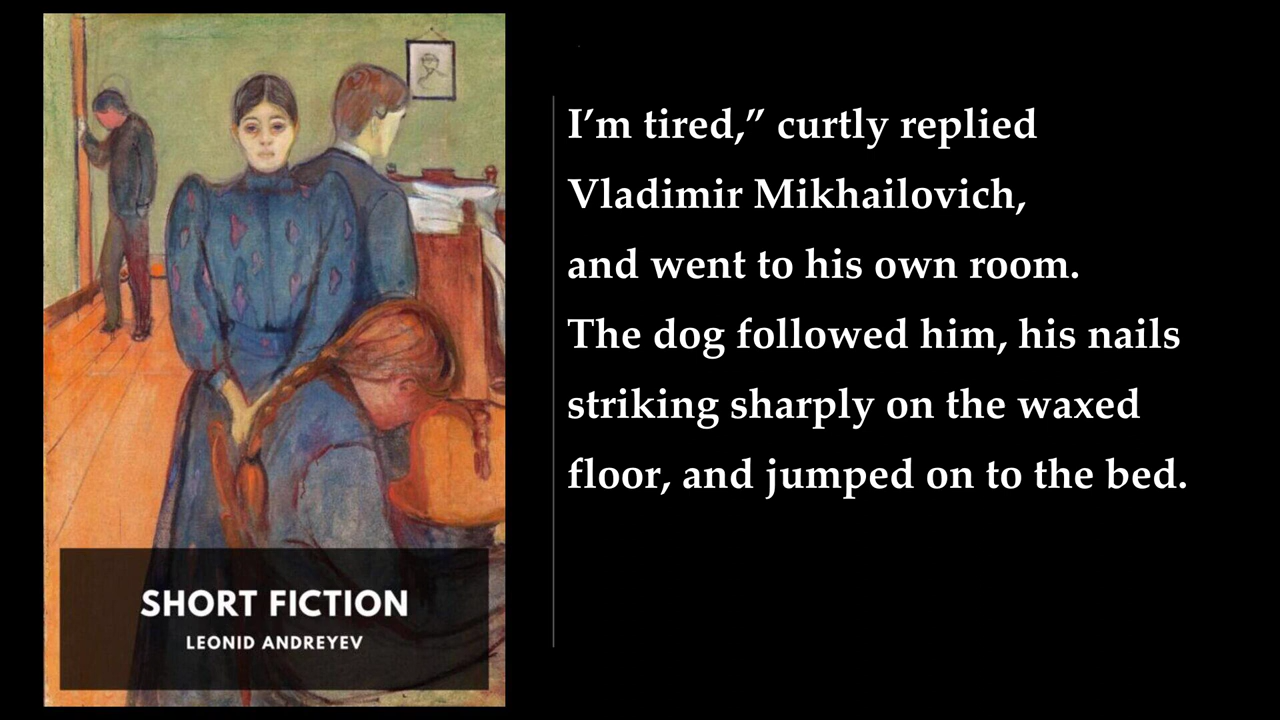 SHORT FICTION
LEONID ANDREYEV
I’m tired,” curtly replied
Vladimir Mikhailovich,
and went to his own room.
The dog followed him, his nails
striking sharply on the waxed
floor, and jumped on to the bed.